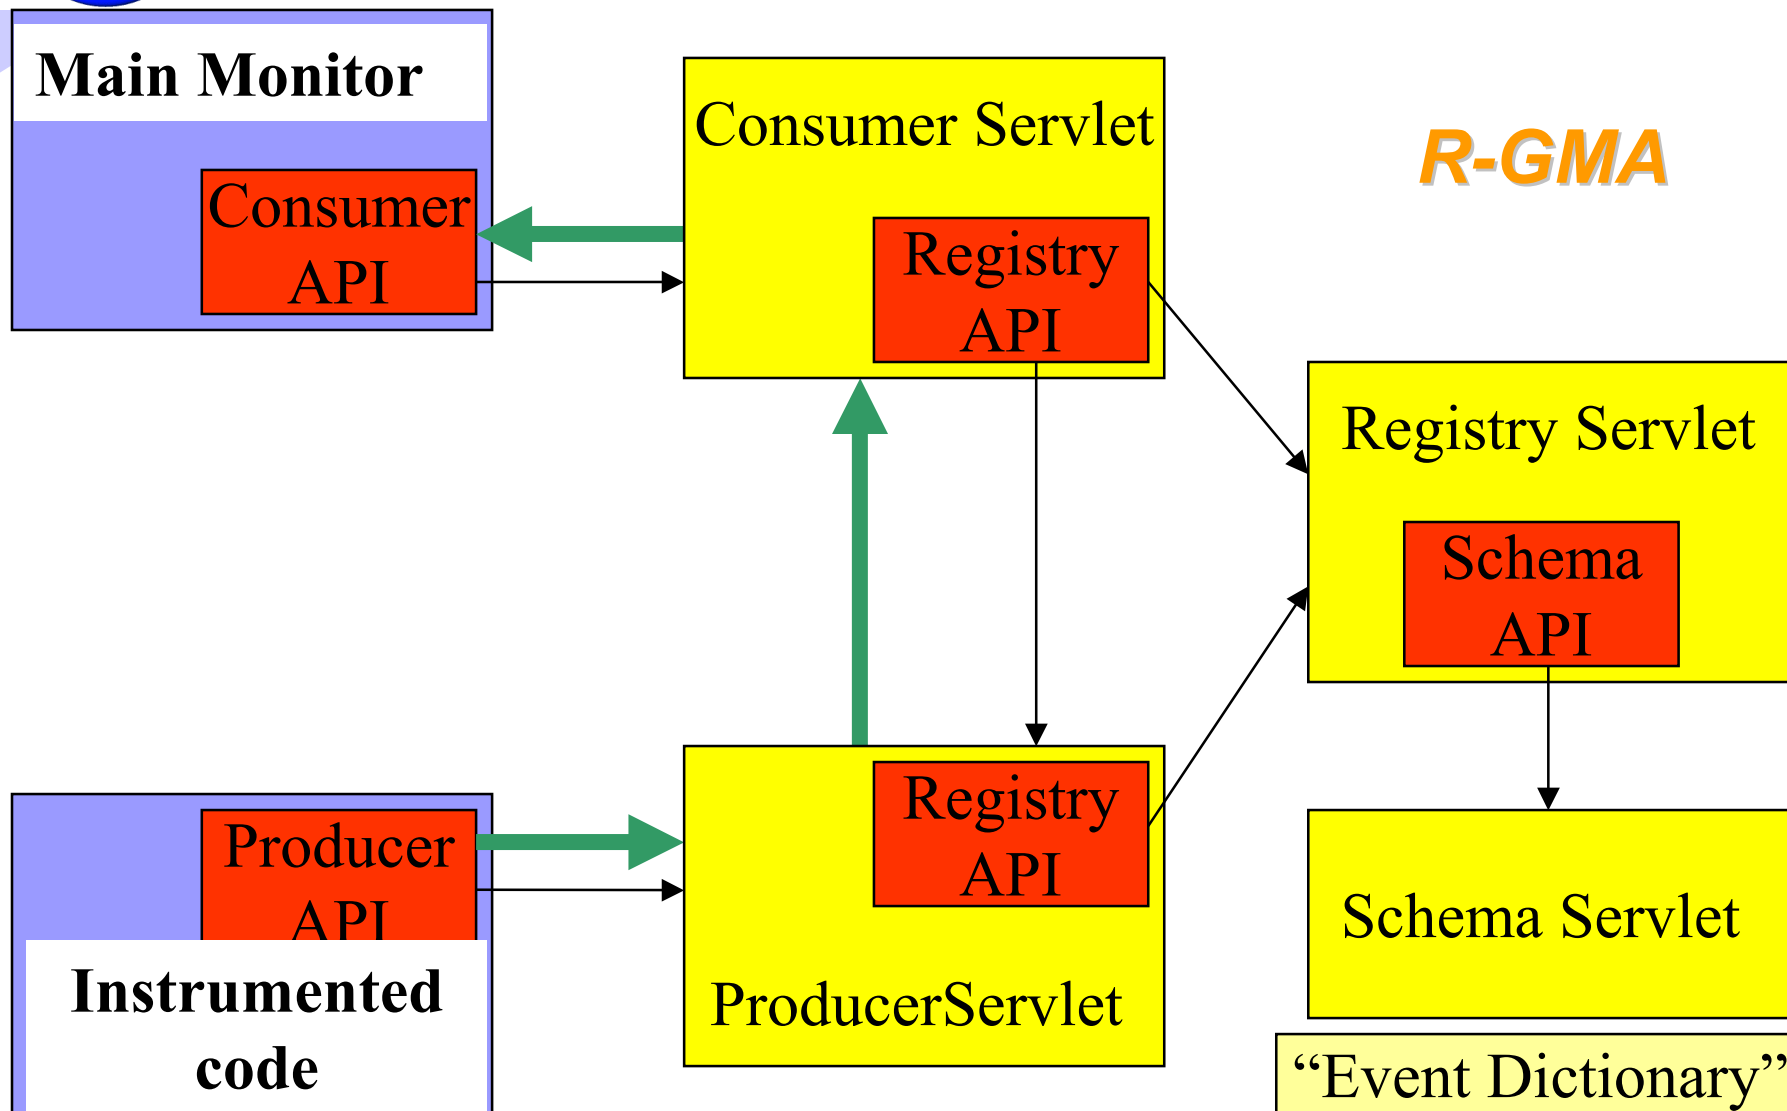 Main Monitor
Consumer
API
Consumer Servlet
Registry
API
R-GMA
Registry Servlet
Schema
API
Producer
API
Instrumented
code
Registry
API
ProducerServlet
Schema Servlet
“Event Dictionary”